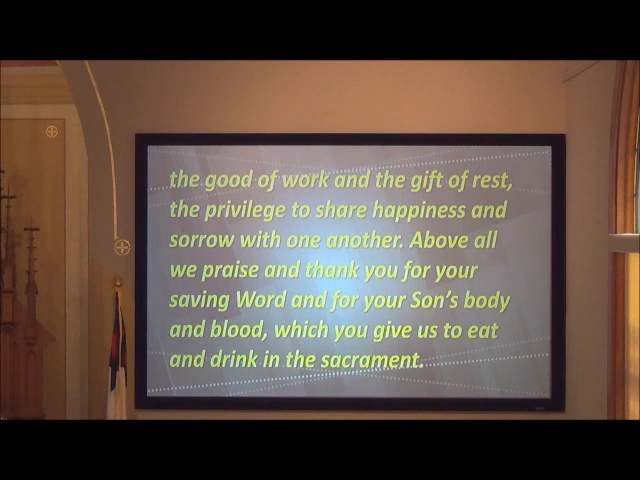 the good of work and the gift of rest,
the privilege to share happiness and
sorrow with one another. Above all
we praise and thank you for your
saving Word and for your Son's body
and blood, which you give us to eat
and drink in the sacrament.